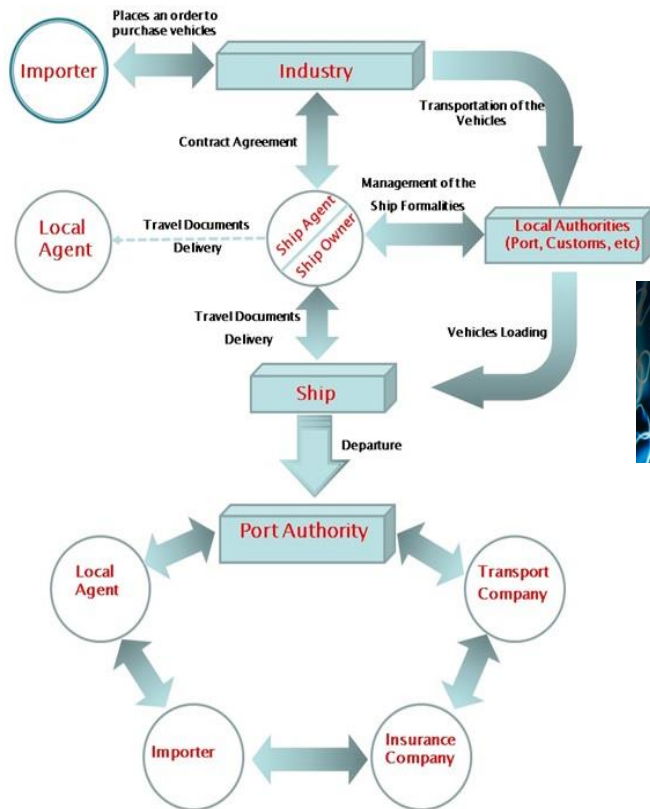 Places an order to
purchase vehicles
Importer
Industry
Transportation of the
Vehicles
Contract Agreement
Management of the
Ship Formalities
Local
Agent
Travel Documents
Delivery
Ship Agent
Ship Owner
Local Authorities
(Port, Customs, etc)
Travel Documents
Delivery
Vehicles Loading
Ship
Departure
Port Authority
Local
Agent
Transport
Company
Importer
Insurance
Company